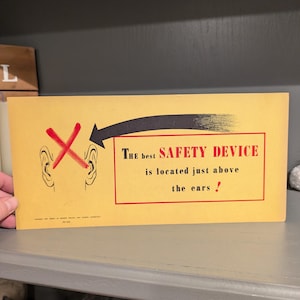 L
THE best SAFETY DEVICE
is located just above
the ears !